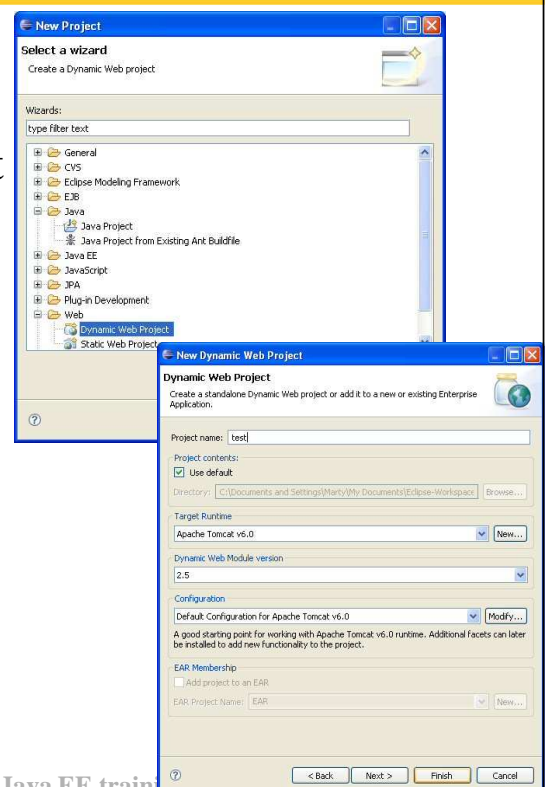 New Project
Select a wizard
Create a Dynamic Web project
Wizards:
type filter text
General
CVS
Eclipse Modeling Framework
EJB
Java
Java Project
Java Project from Existing Ant Buildfile
Java EE
JavaScript
JPA
Plug-in Development
Web
Dynamic Web Project
Static Web Project
t
New Dynamic Web Project
Dynamic Web Project
Create a standalone Dynamic Web project or add it to a new or existing Enterprise
Application.
Project name: test
Project contents:
Use default
Directory: C:\Documents and Settings\Marty\My Documents\Eclipse-Workspace Browse...
Target Runtime
Apache Tomcat v6.0 New...
Dynamic Web Module version
2.5
Configuration
Default Configuration for Apache Tomcat v6.0 Modify...
A good starting point for working with Apache Tomcat v6.0 runtime. Additional facets can later
be installed to add new functionality to the project.
EAR Membership
Add project to an EAR
EAR Project Name: EAR New...
? < Back Next > Finish Cancel
?
Java EE traini